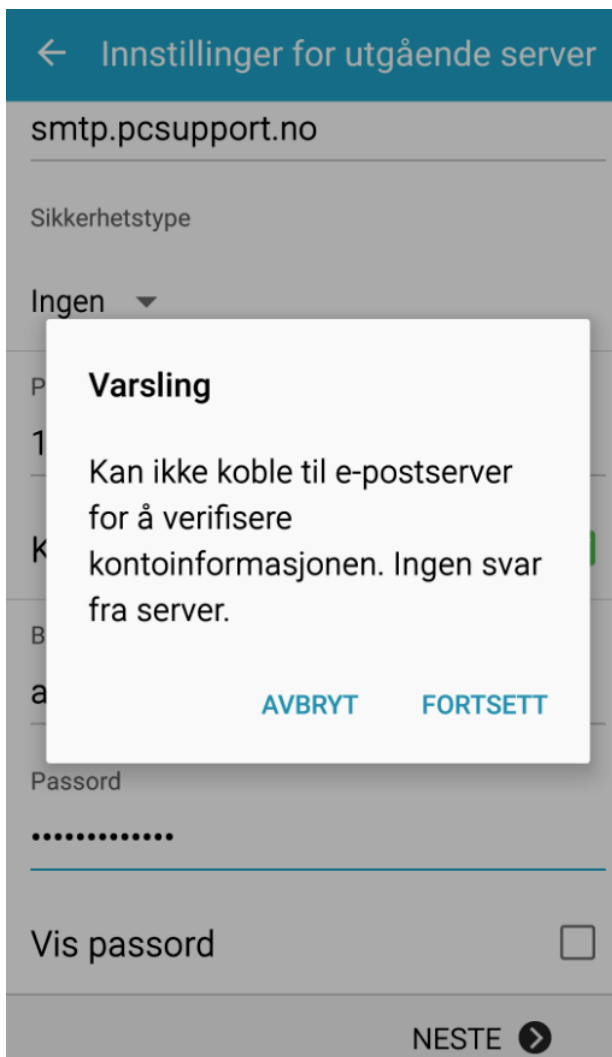 Innstillinger for utgående server
smtp.pcsupport.no
Sikkerhetstype
Ingen
P
Varsling
1
Kan ikke koble til e-postserver
for å verifisere
K
kontoinformasjonen. Ingen svar
fra server.
B
a
AVBRYT FORTSETT
Passord
•••••••••••••
Vis passord
NESTE